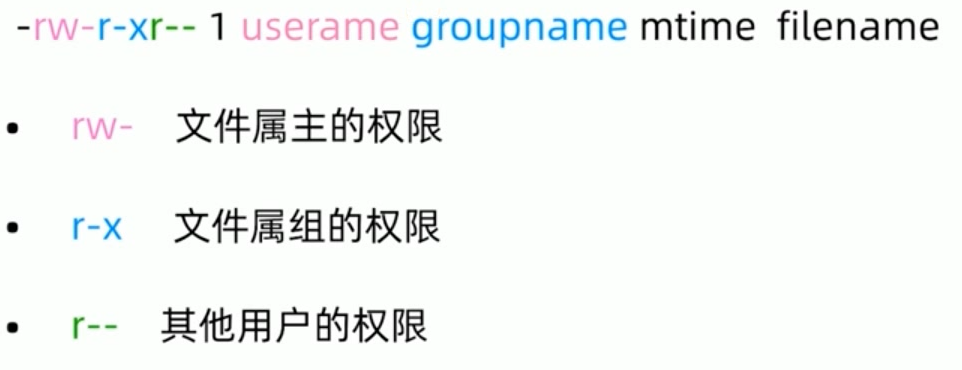 -rw-r-xr-- 1 userame groupname mtime filename
• rw- 文件属主的权限
• r-x 文件属组的权限
• r-- 其他用户的权限